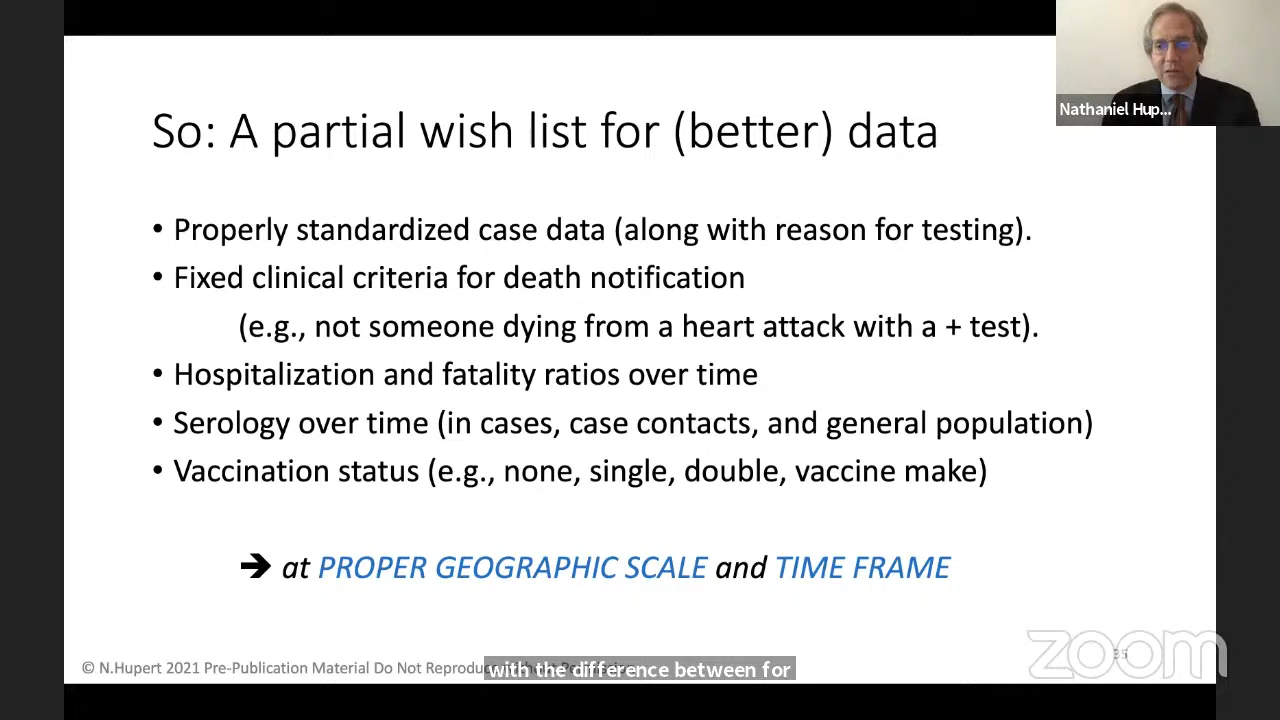 So: A partial wish list for (better) data
Nathaniel Hup...
• Properly standardized case data (along with reason for testing).
• Fixed clinical criteria for death notification
(e.g., not someone dying from a heart attack with a + test).
• Hospitalization and fatality ratios over time
• Serology over time (in cases, case contacts, and general population)
• Vaccination status (e.g., none, single, double, vaccine make)
➔ at PROPER GEOGRAPHIC SCALE and TIME FRAME
zoom
© N.Hupert 2021 Pre-Publication Material Do Not
with the difference between for